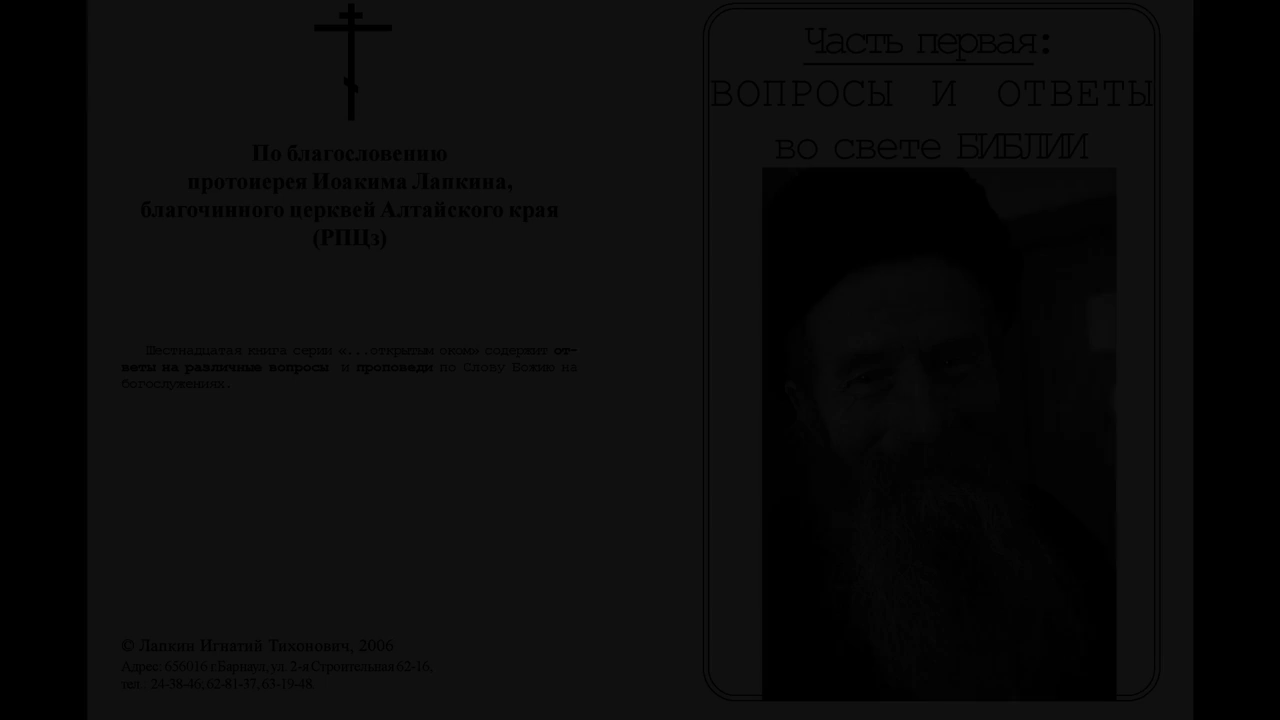 По благословению
протоиерея Иоакима Лапкина,
благочинного церквей Алтайского края
(РПЦз)
Шестнадцатая книга серии «...открытым оком» содержит от-
веты на различные вопросы и проповеди по Слову Божию на
богослужениях.
© Лапкин Игнатий Тихонович, 2006
Адрес: 656016 г.Барнаул, ул. 2-я Строительная 62-16,
тел.: 24-38-46; 62-81-37, 63-19-48
Часть первая:
ВОПРОСЫ И ОТВЕТЫ
во свете БИБЛИИ